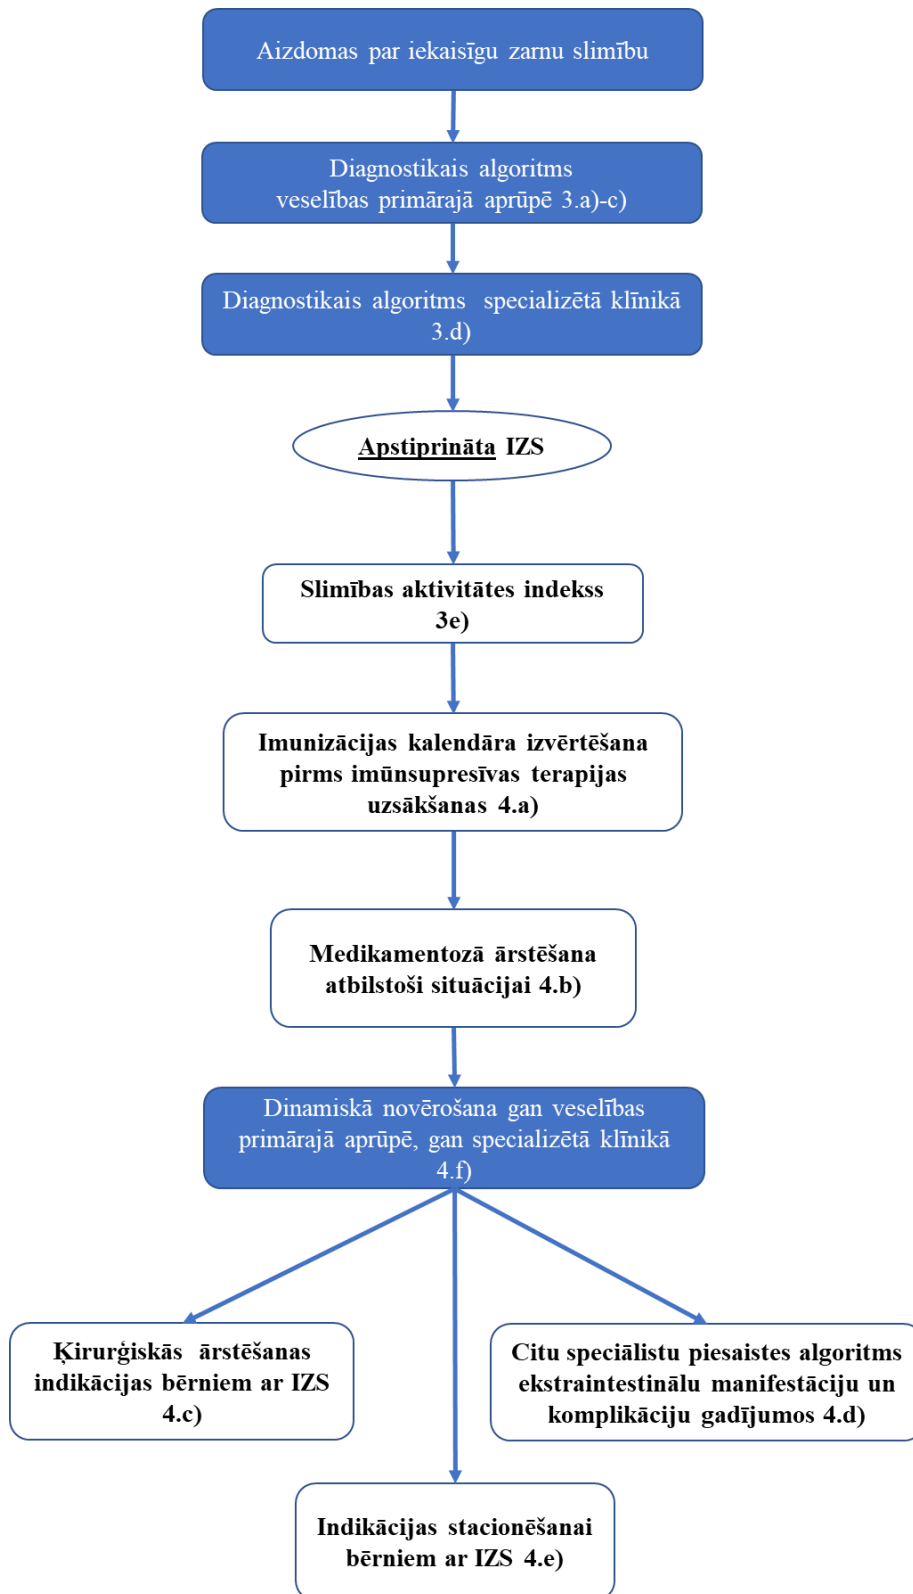 Aizdomas par iekaisīgu zarnu slimību
Diagnostikais algoritms
veselības primārajā aprūpē 3.a)-c)
Diagnostikais algoritms specializētā klīnikā
3.d)
Apstiprināta IZS
Slimības aktivitātes indekss
3e)
Imunizācijas kalendāra izvērtēšana
pirms imūnsupresīvas terapijas
uzsākšanas 4.a)
Medikamentozā ārstēšana
atbilstoši situācijai 4.b)
Dinamiskā novērošana gan veselības
primārajā aprūpē, gan specializētā klīnikā
4.f)
Ķirurģiskās ārstēšanas
indikācijas bērniem ar IZS
4.c)
Citu speciālistu piesaistes algoritms
ekstraintestinālu manifestāciju un
komplikāciju gadījumos 4.d)
Indikācijas stacionēšanai
bērniem ar IZS 4.e)